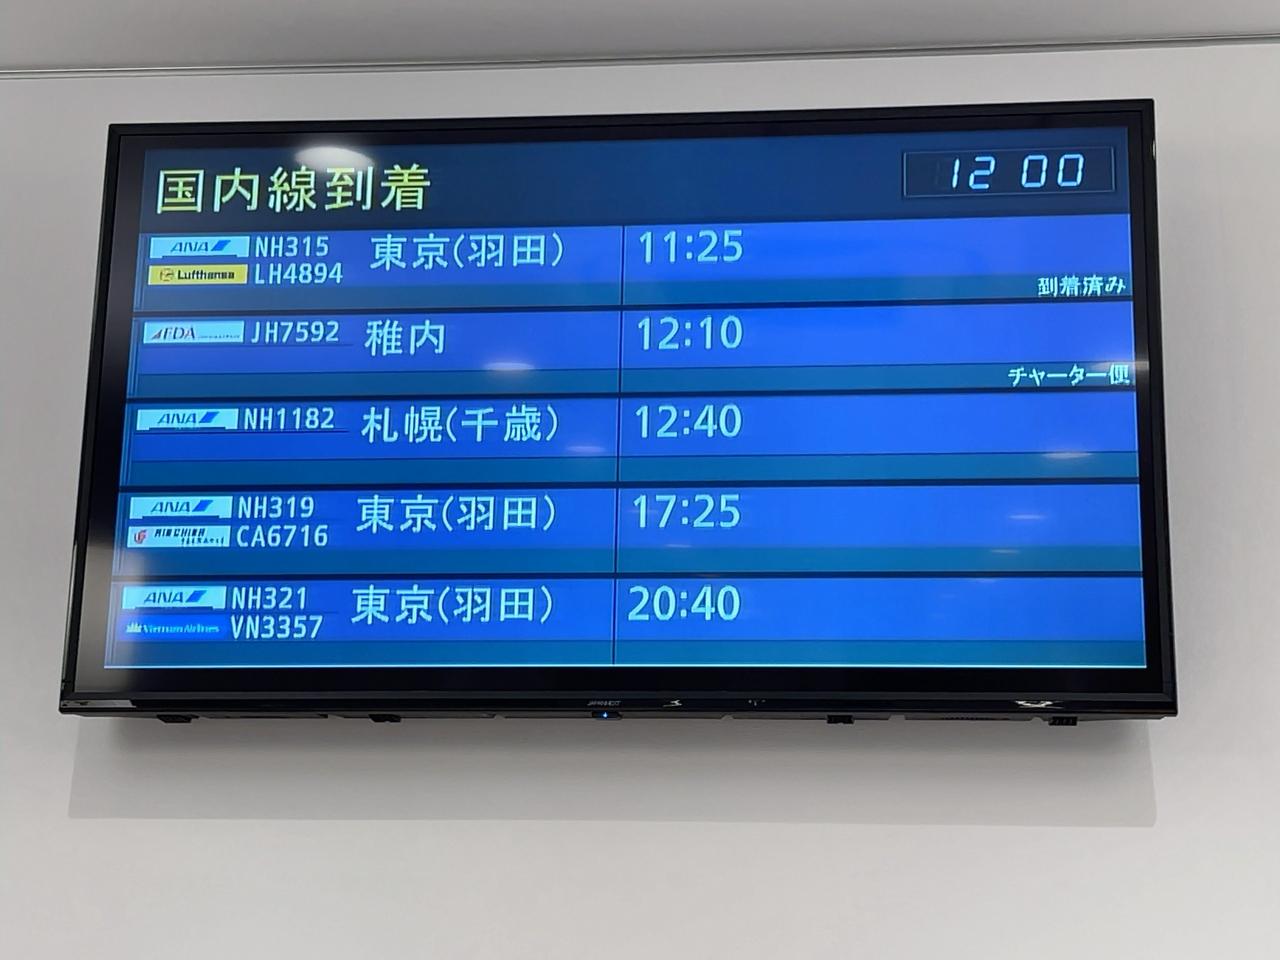 国内線到着 12 00
ANA NH315 東京(羽田) 11:25
Lufthansa LH4894
到着済み
FDA JH7592 稚内 12:10
チャーター便
ANA NH1182 札幌(千歳) 12:40
ANA NH319 東京(羽田) 17:25
AIR CHINA CA6716
ANA NH321 東京(羽田) 20:40
Vietnam Airlines VN3357
JAPANNEXT